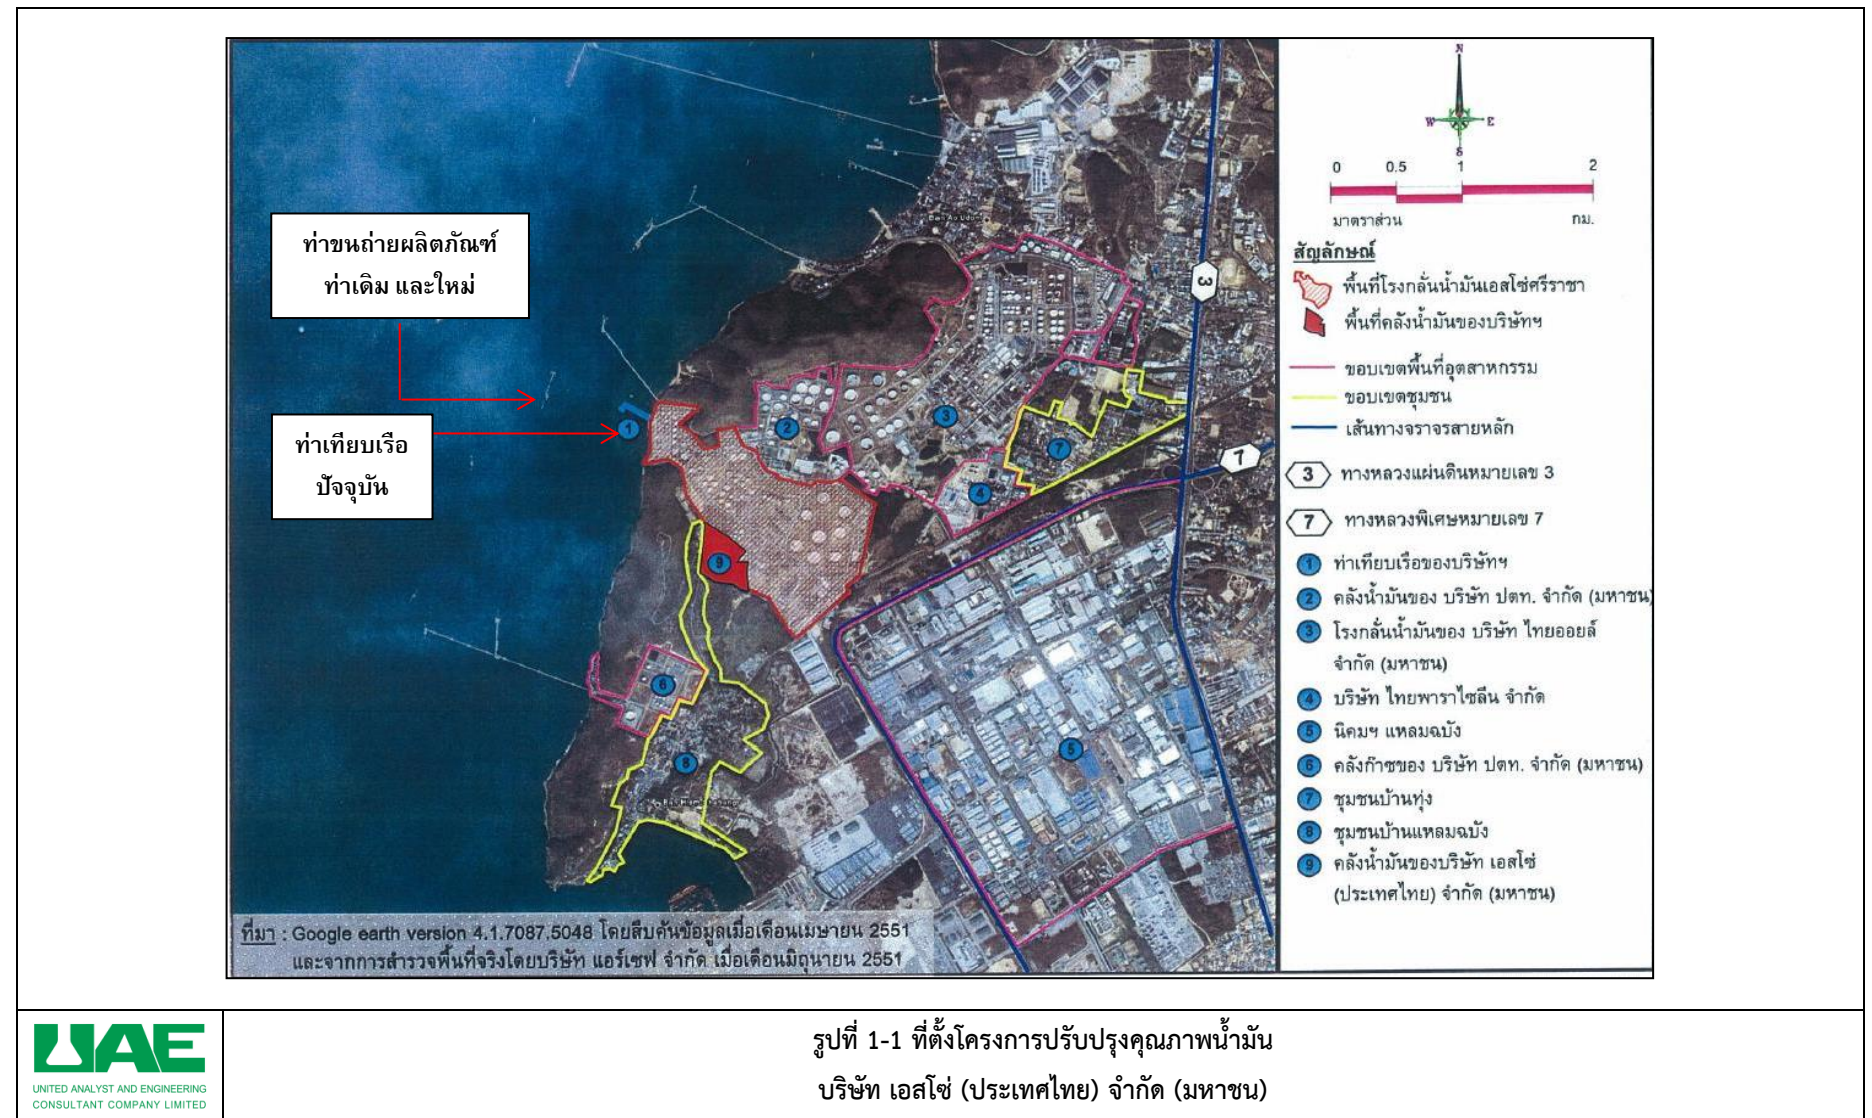 ท่าขนถ่ายผลิตภัณฑ์
ท่าเดิม และใหม่
ท่าเทียบเรือ
ปัจจุบัน
Ban Ao Udom
3
7
1
2
3
4
5
6
7
8
9
N
W E
S
0 0.5 1 2
มาตราส่วน กม.
สัญลักษณ์
พื้นที่โรงกลั่นน้ำมันเอสโซ่ศรีราชา
พื้นที่คลังน้ำมันของบริษัทฯ
ขอบเขตพื้นที่อุตสาหกรรม
ขอบเขตชุมชน
เส้นทางจราจรสายหลัก
3 ทางหลวงแผ่นดินหมายเลข 3
7 ทางหลวงพิเศษหมายเลข 7
1 ท่าเทียบเรือของบริษัทฯ
2 คลังน้ำมันของ บริษัท ปตท. จำกัด (มหาชน)
3 โรงกลั่นน้ำมันของ บริษัท ไทยออยล์
จำกัด (มหาชน)
4 บริษัท ไทยพาราไซลีน จำกัด
5 นิคมฯ แหลมฉบัง
6 คลังก๊าซของ บริษัท ปตท. จำกัด (มหาชน)
7 ชุมชนบ้านทุ่ง
8 ชุมชนบ้านแหลมฉบัง
9 คลังน้ำมันของบริษัท เอสโซ่
(ประเทศไทย) จำกัด (มหาชน)
ที่มา : Google earth version 4.1.7087.5048 โดยสืบค้นข้อมูลเมื่อเดือนเมษายน 2551
และจากการสำรวจพื้นที่จริงโดยบริษัท แอร์เซฟ จำกัด เมื่อเดือนมิถุนายน 2551
UAE
UNITED ANALYST AND ENGINEERING
CONSULTANT COMPANY LIMITED
รูปที่ 1-1 ที่ตั้งโครงการปรับปรุงคุณภาพน้ำมัน
บริษัท เอสโซ่ (ประเทศไทย) จำกัด (มหาชน)